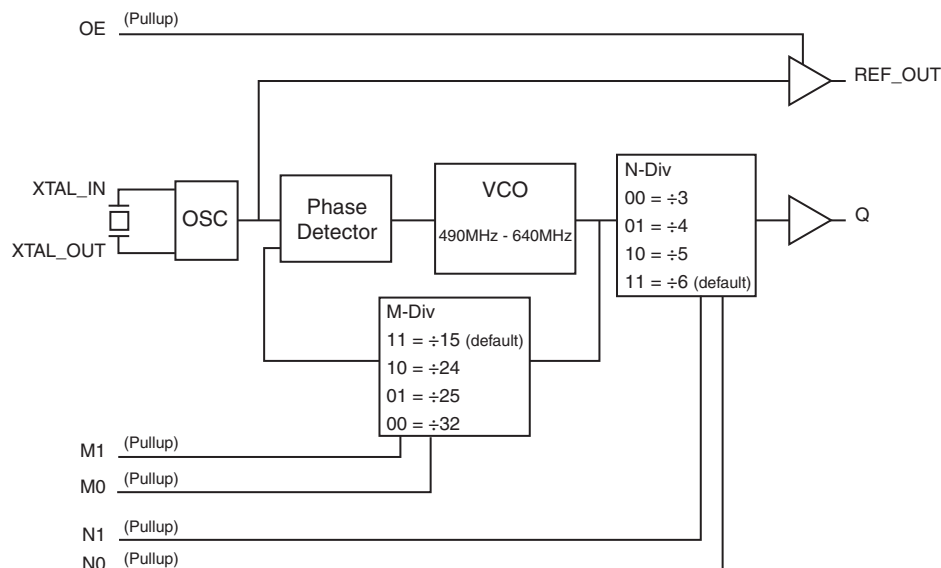 OE (Pullup)
REF_OUT
XTAL_IN
XTAL_OUT
OSC
Phase
Detector
VCO
490MHz - 640MHz
N-Div
00 = ÷3
01 = ÷4
10 = ÷5
11 = ÷6 (default)
Q
M-Div
11 = ÷15 (default)
10 = ÷24
01 = ÷25
00 = ÷32
M1 (Pullup)
M0 (Pullup)
N1 (Pullup)
N0 (Pullup)